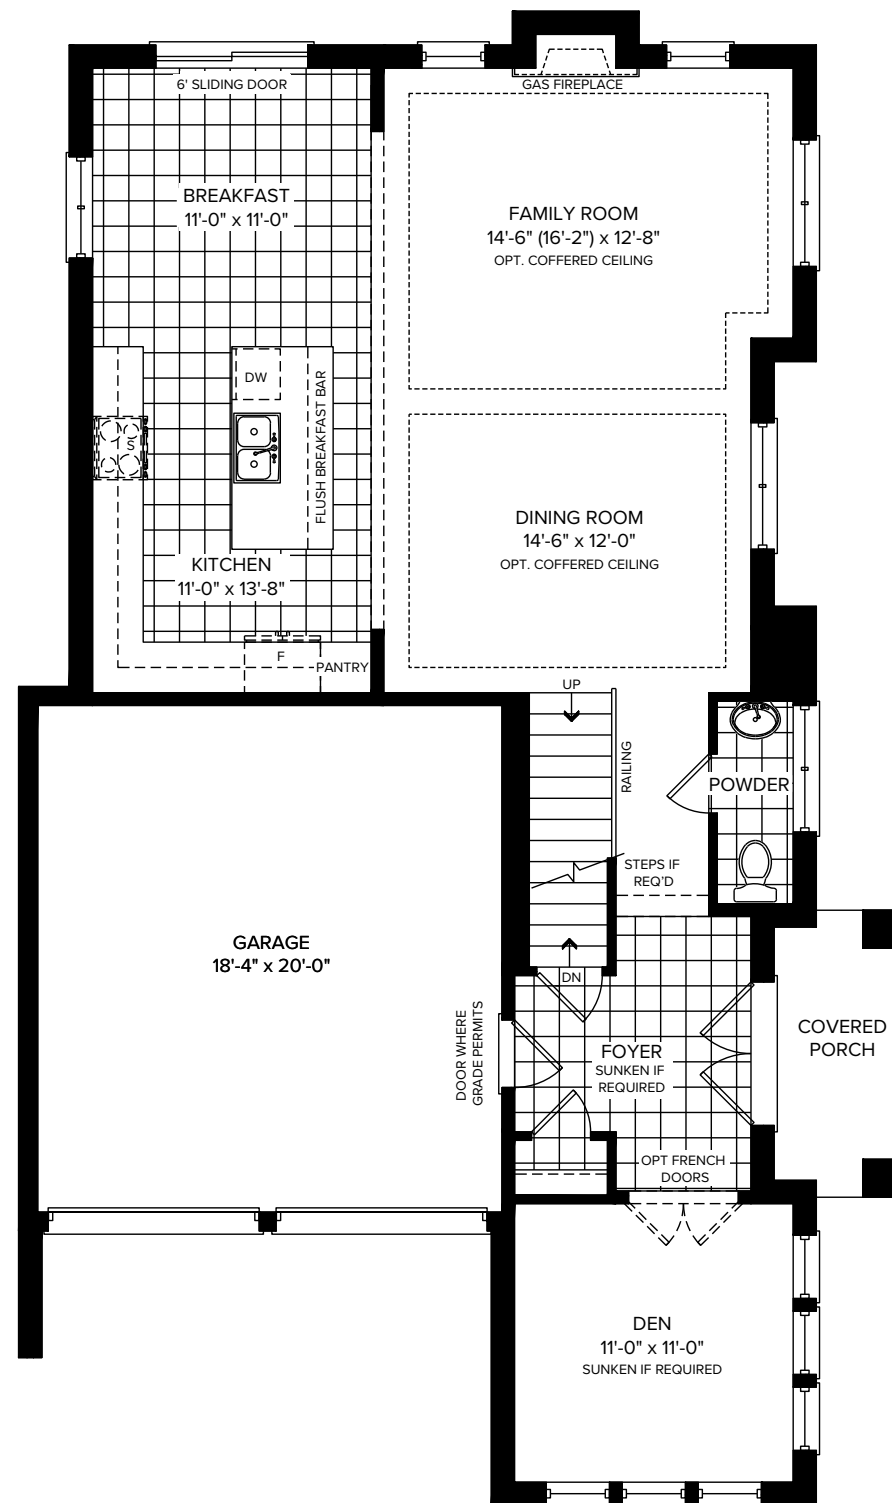 6' SLIDING DOOR
GAS FIREPLACE
BREAKFAST
11'-0" x 11'-0"
FAMILY ROOM
14'-6" (16'-2") x 12'-8"
OPT. COFFERED CEILING
DW
S
FLUSH BREAKFAST BAR
DINING ROOM
14'-6" x 12'-0"
OPT. COFFERED CEILING
KITCHEN
11'-0" x 13'-8"
F
PANTRY
UP
RAILING
POWDER
STEPS IF
REQ'D
GARAGE
18'-4" x 20'-0"
DN
DOOR WHERE
GRADE PERMITS
FOYER
SUNKEN IF
REQUIRED
COVERED
PORCH
OPT FRENCH
DOORS
DEN
11'-0" x 11'-0"
SUNKEN IF REQUIRED